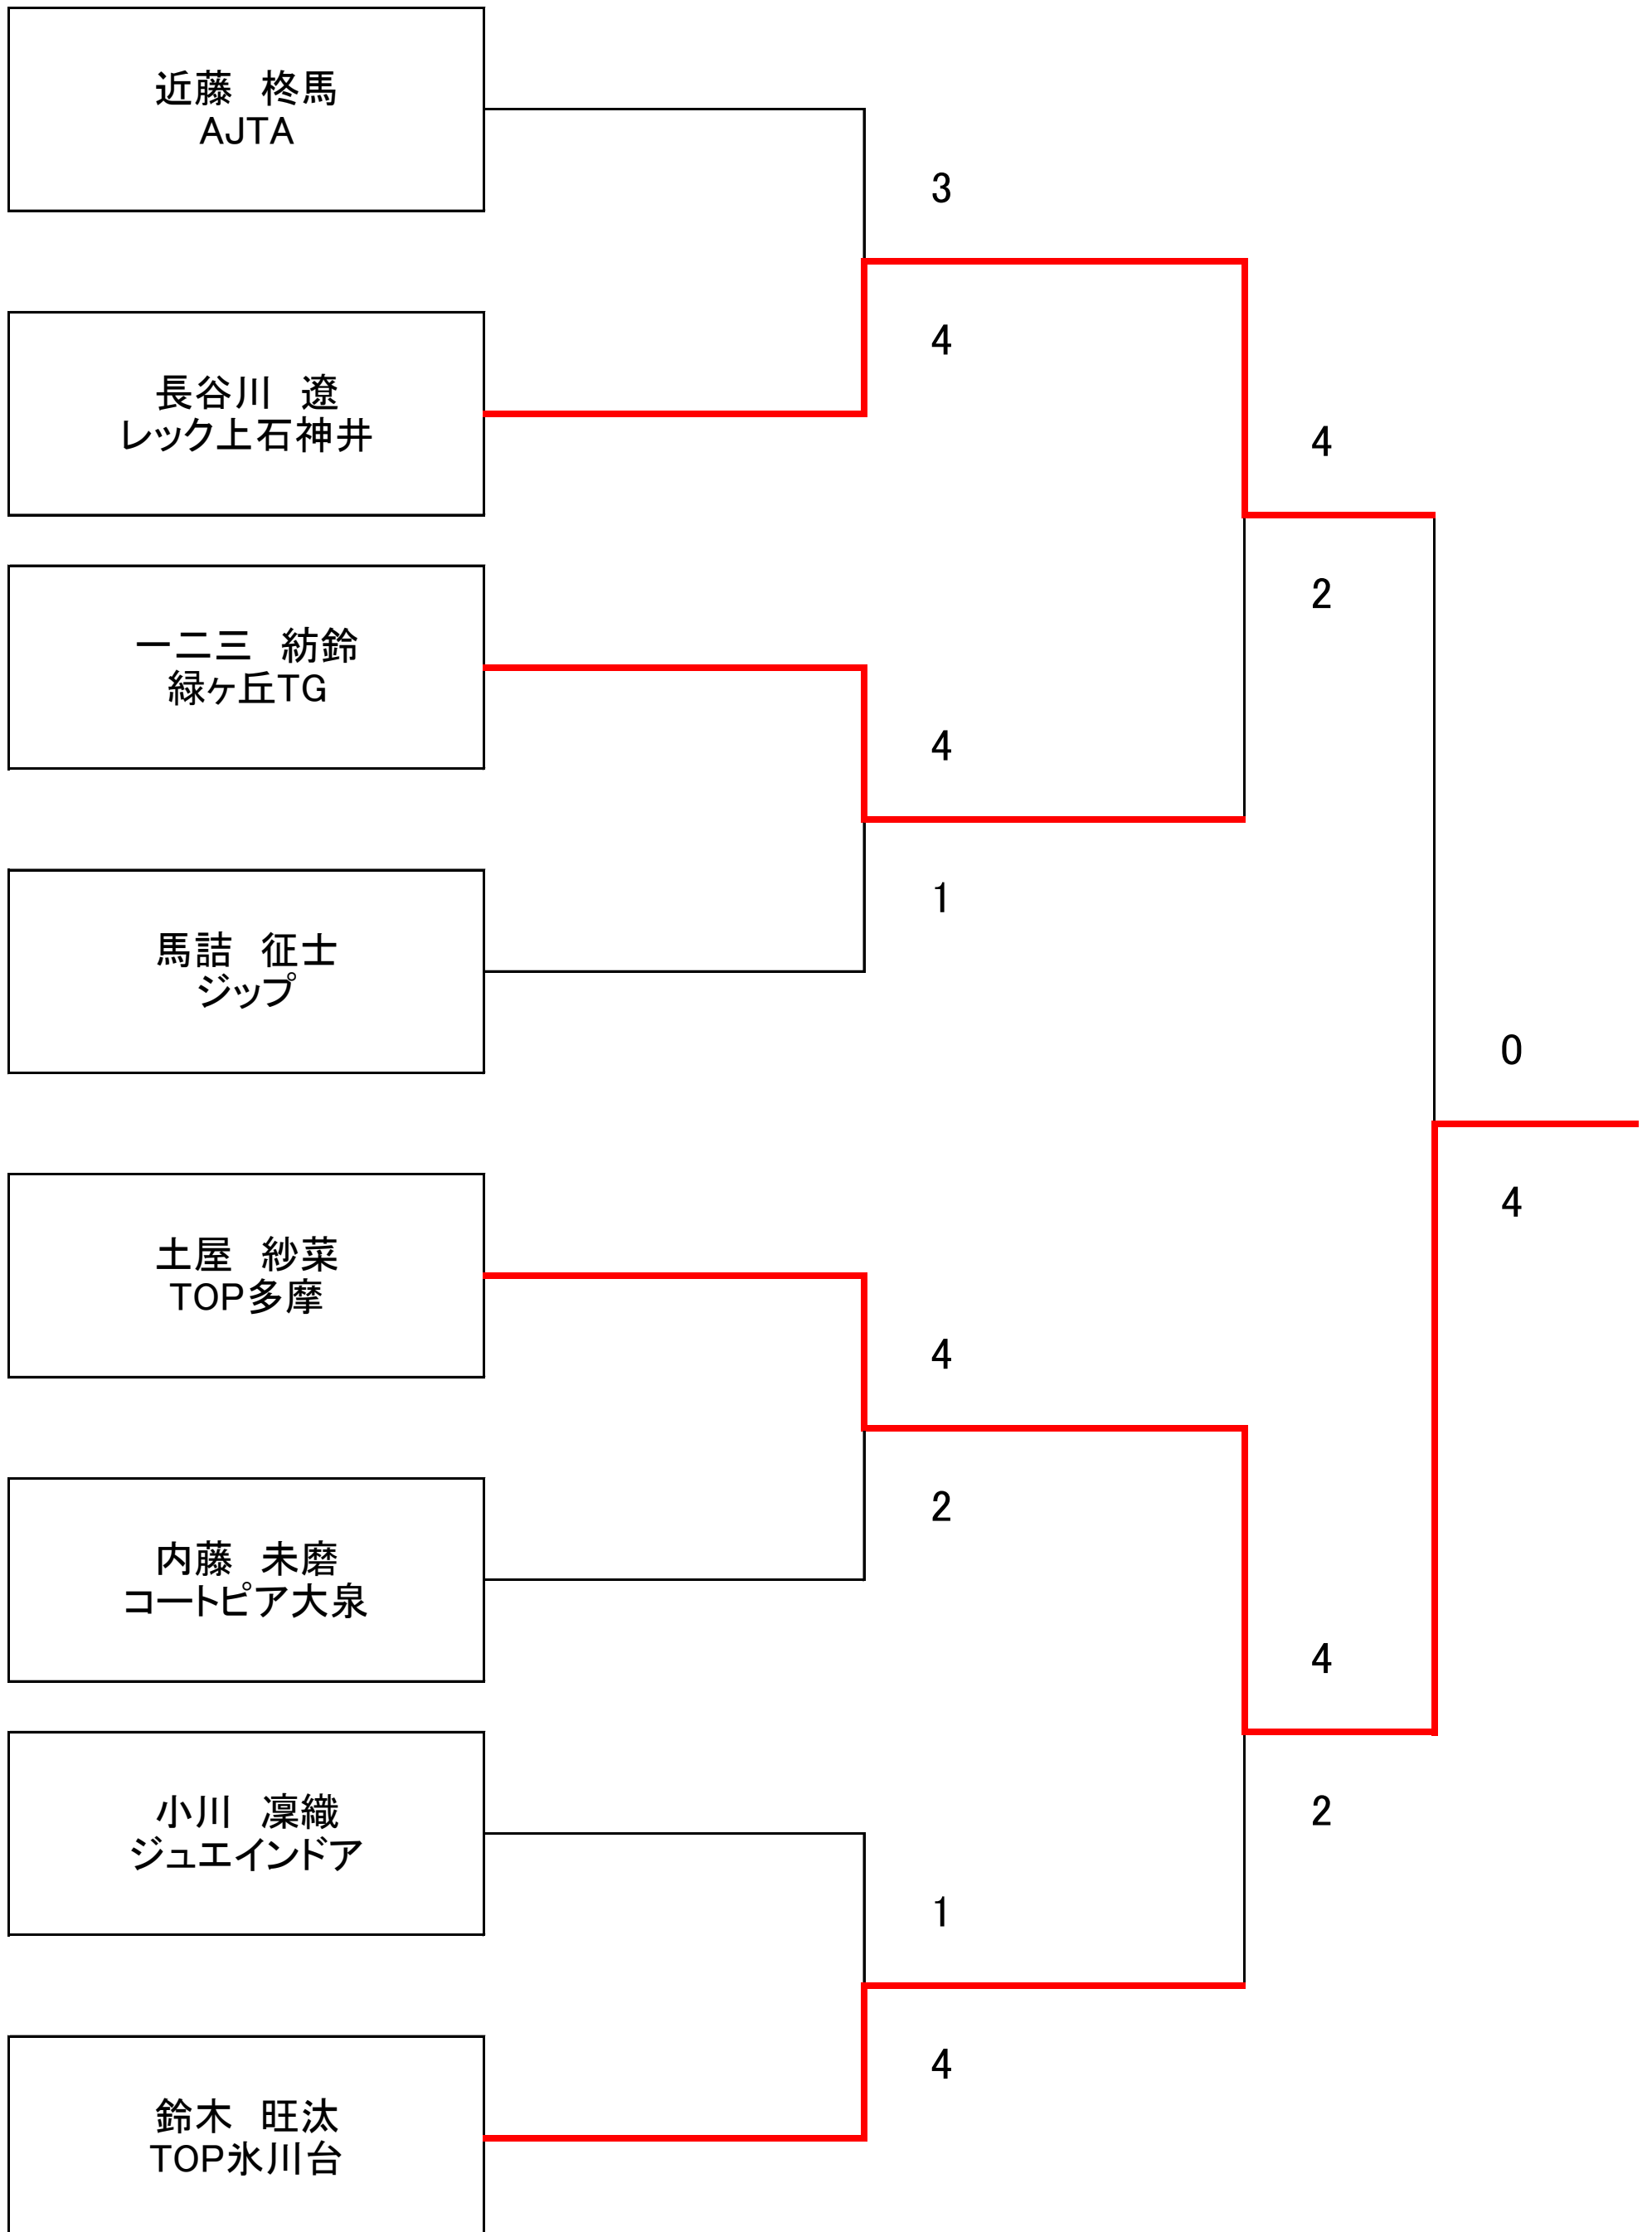 近藤　柊馬
AJTA
3
4
長谷川　遼
レック上石神井
4
2
一二三　紡鈴
緑ヶ丘TG
4
1
馬詰　征士
ジップ
0
4
土屋　紗菜
TOP多摩
4
2
内藤　未磨
コートピア大泉
4
2
小川　凜織
ジュエインドア
1
4
鈴木　旺汰
TOP氷川台